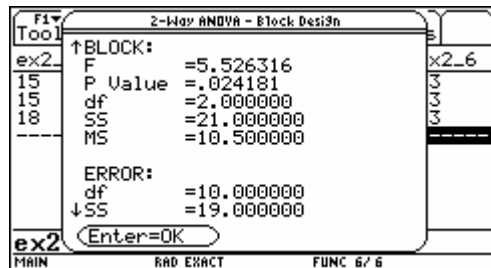 F1▼
Tool
2-Way ANOVA - Block Design
s
ex2_
x2_6
↑BLOCK:
F =5.526316
15
3
P Value =.024181
15
3
df =2.000000
18
3
SS =21.000000
-----
MS =10.500000
ERROR:
df =10.000000
↓SS =19.000000
Enter=OK
ex2
MAIN RAD EXACT FUNC 6/6